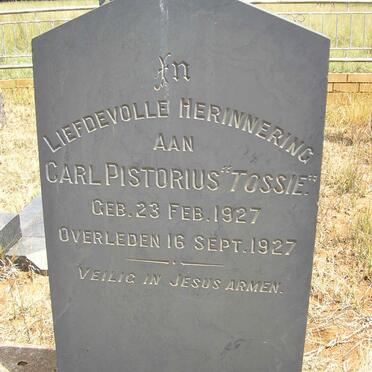 In
LIEFDEVOLLE HERINNERING
AAN
CARL PISTORIUS "TOSSIE."
GEB. 23 FEB. 1927
OVERLEDEN 16 SEPT. 1927
VEILIG IN JESUS ARMEN.